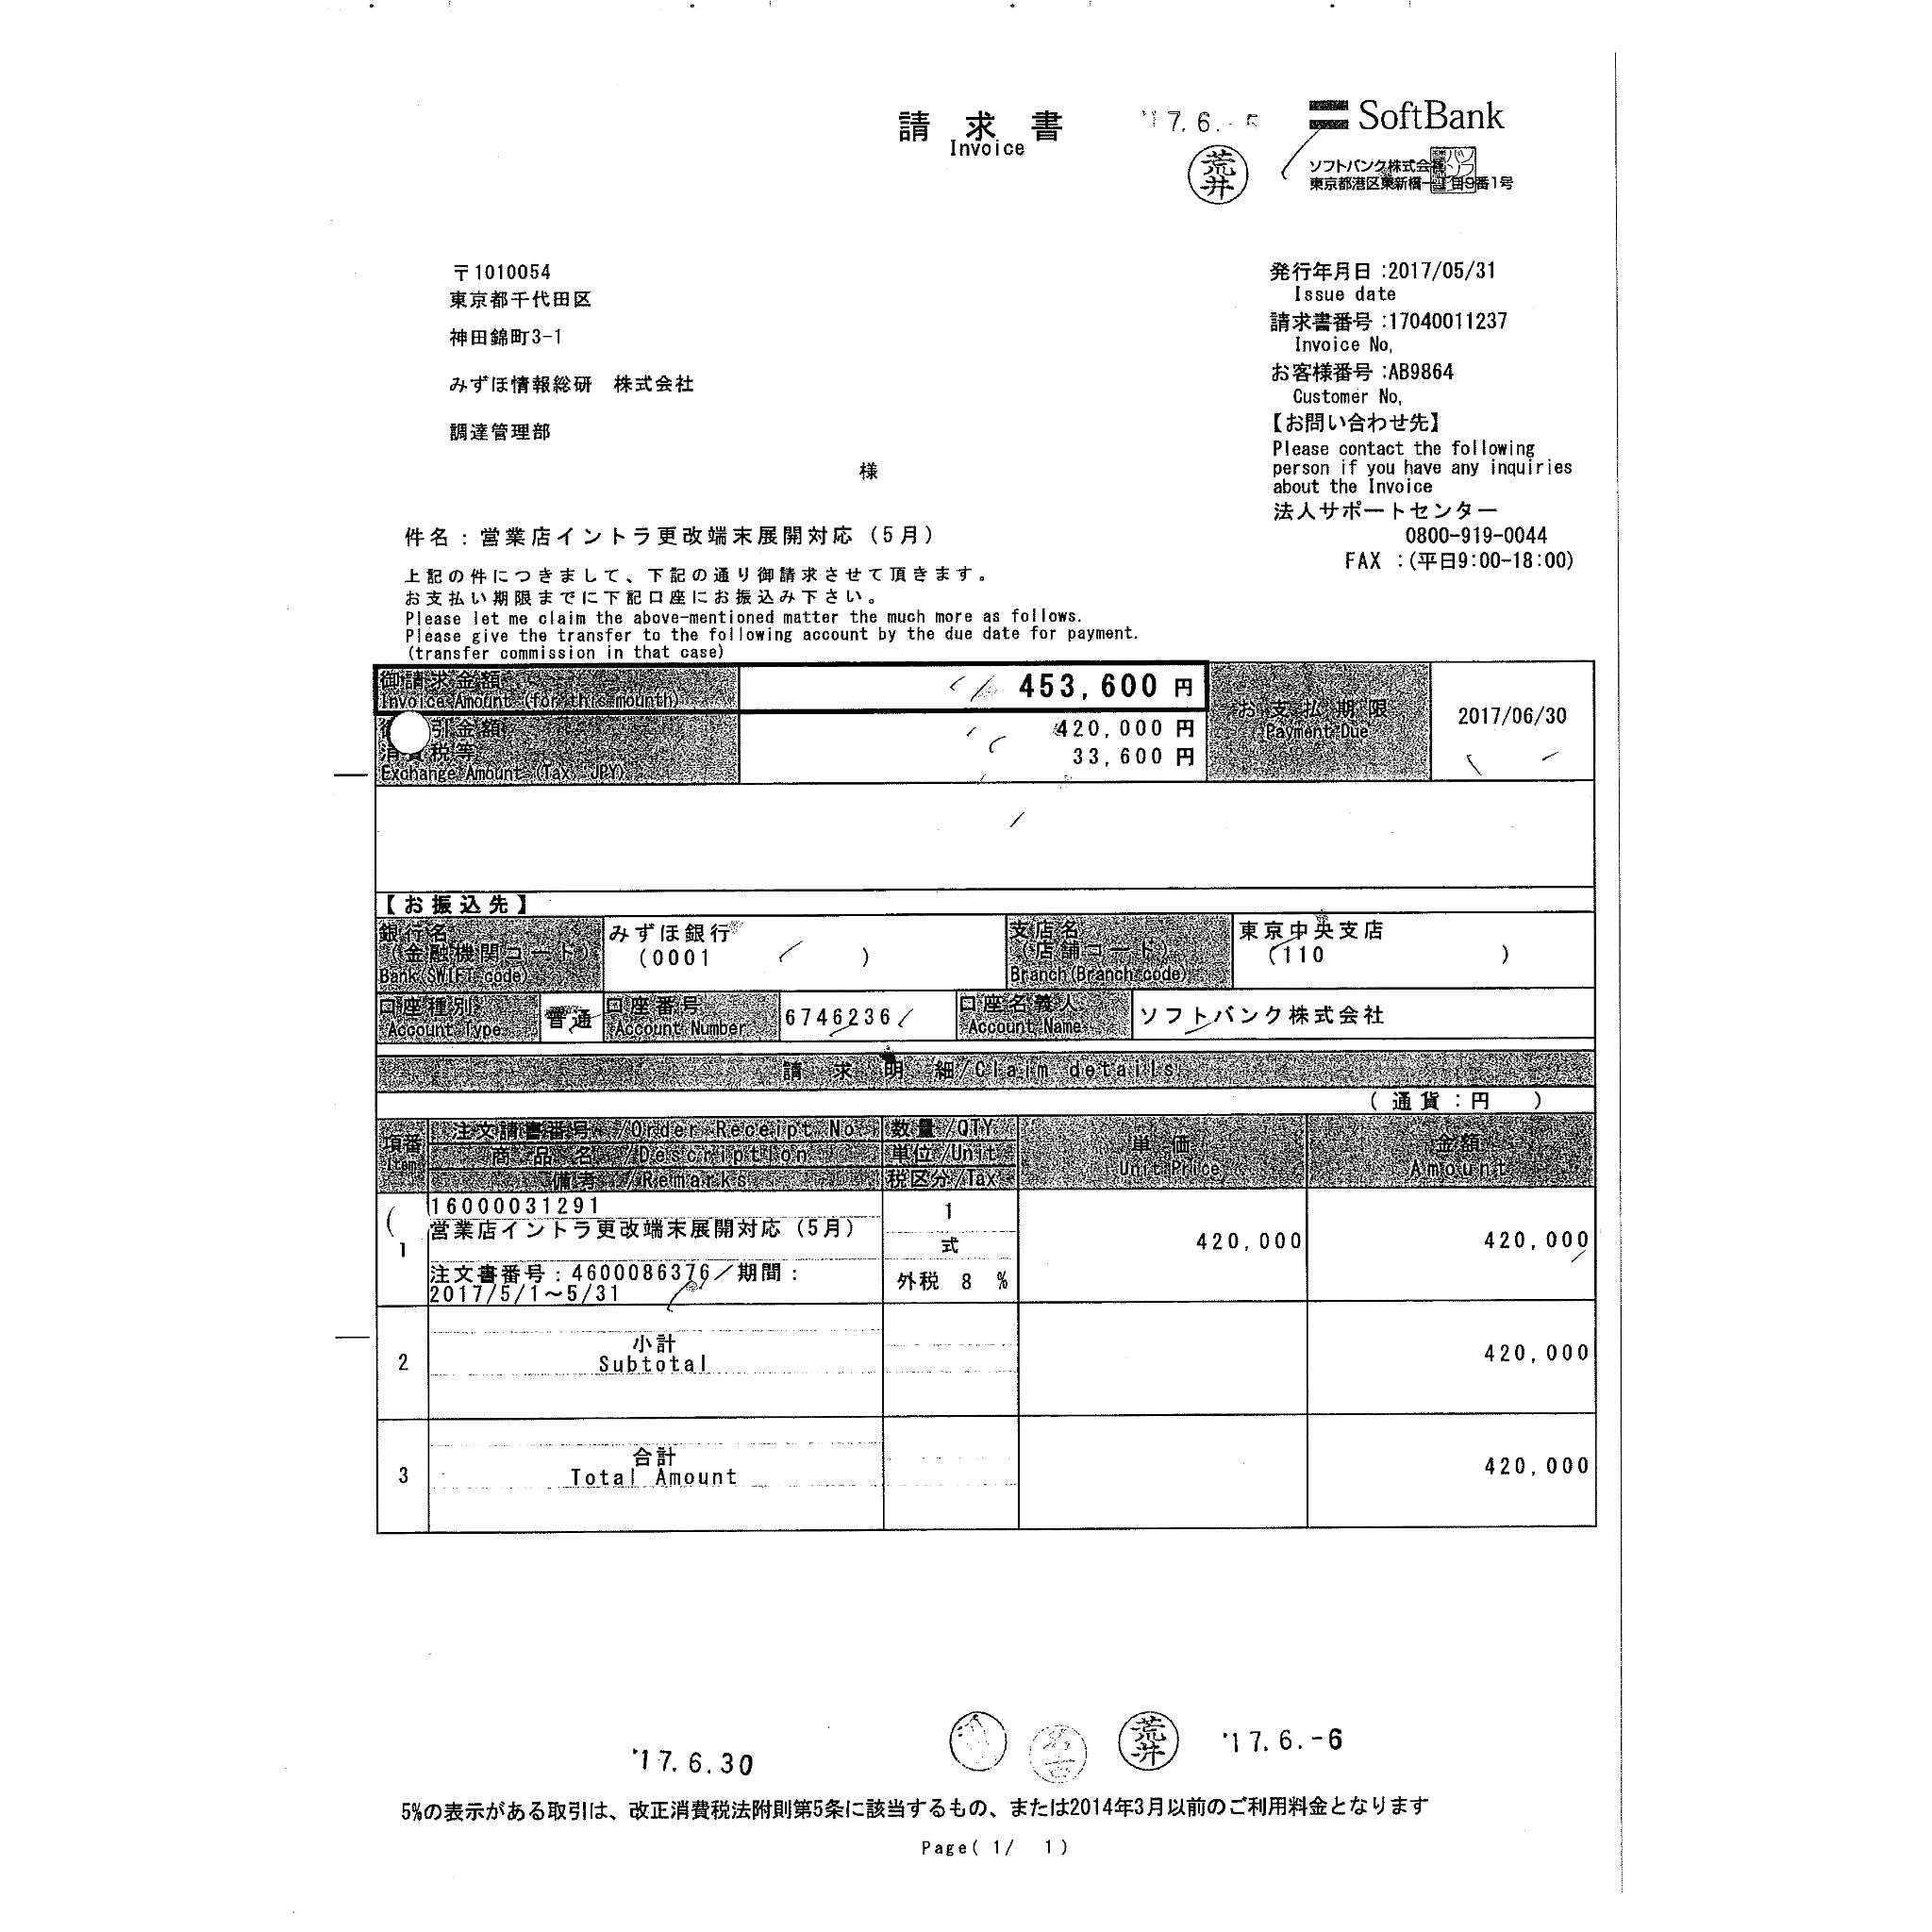 請求書
Invoice
'17.6.-5
荒井
SoftBank
ソフトバンク株式会社
東京都港区東新橋一丁目9番1号
〒1010054
東京都千代田区
神田錦町3-1
みずほ情報総研 株式会社
調達管理部
様
発行年月日 :2017/05/31
Issue date
請求書番号 :17040011237
Invoice No,
お客様番号 :AB9864
Customer No,
【お問い合わせ先】
Please contact the following
person if you have any inquiries
about the Invoice
法人サポートセンター
0800-919-0044
FAX :(平日9:00-18:00)
件名:営業店イントラ更改端末展開対応(5月)
上記の件につきまして、下記の通り御請求させて頂きます。
お支払い期限までに下記口座にお振込み下さい。
Please let me claim the above-mentioned matter the much more as follows.
Please give the transfer to the following account by the due date for payment.
(transfer commission in that case)
御請求金額
Invoice Amount (for this mounth)
453,600 円
引金額
420,000 円
消費税等
33,600 円
Exchange Amount (Tax JPY)
お支払期限
Payment Due
2017/06/30
【お振込先】
銀行名
(金融機関コード)
Bank(SWIFT code)
みずほ銀行
(0001 )
支店名
(店舗コード)
Branch(Branch code)
東京中央支店
(110 )
口座種別
Account Type
普通
口座番号
Account Number
6746236
口座名義人
Account Name
ソフトバンク株式会社
請求明細/Claim details
(通貨:円 )
項番
Item
注文請書番号 /Order Receipt No
商品名 /Description
備考 /Remarks
数量/QTY
単位/Unit
税区分/Tax
単価
Unit Price
金額
Amount
1
16000031291
営業店イントラ更改端末展開対応(5月)
注文書番号:4600086376/期間:
2017/5/1~5/31
1
式
外税 8 %
420,000
420,000
2
小計
Subtotal
420,000
3
合計
Total Amount
420,000
'17.6.30
荒井
'17.6.-6
5%の表示がある取引は、改正消費税法附則第5条に該当するもの、または2014年3月以前のご利用料金となります
Page( 1/ 1)